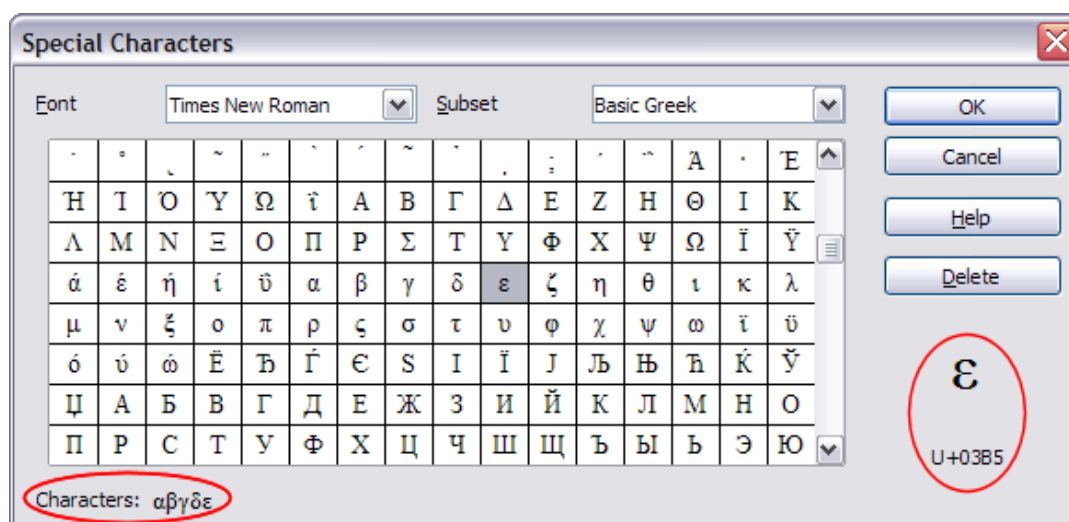 Special Characters
Font Times New Roman Subset Basic Greek OK
˙ ˚ ˛ ˜ ˝ ̀ ́ ̃ ̉ ̣ ; ΄ ΅ Ά · Έ Cancel
Ή Ί Ό Ύ Ώ ΐ Α Β Γ Δ Ε Ζ Η Θ Ι Κ
Help
Λ Μ Ν Ξ Ο Π Ρ Σ Τ Υ Φ Χ Ψ Ω Ϊ Ϋ
ά έ ή ί ΰ α β γ δ ε ζ η θ ι κ λ Delete
μ ν ξ ο π ρ ς σ τ υ φ χ ψ ω ϊ ϋ
ό ύ ώ Ё Ђ Ѓ Є Ѕ І Ї Ј Љ Њ Ћ Ќ Ў
ε
Џ А Б В Г Д Е Ж З И Й К Л М Н О
П Р С Т У Ф Х Ц Ч Ш Щ Ъ Ы Ь Э Ю
U+03B5
Characters: αβγδε